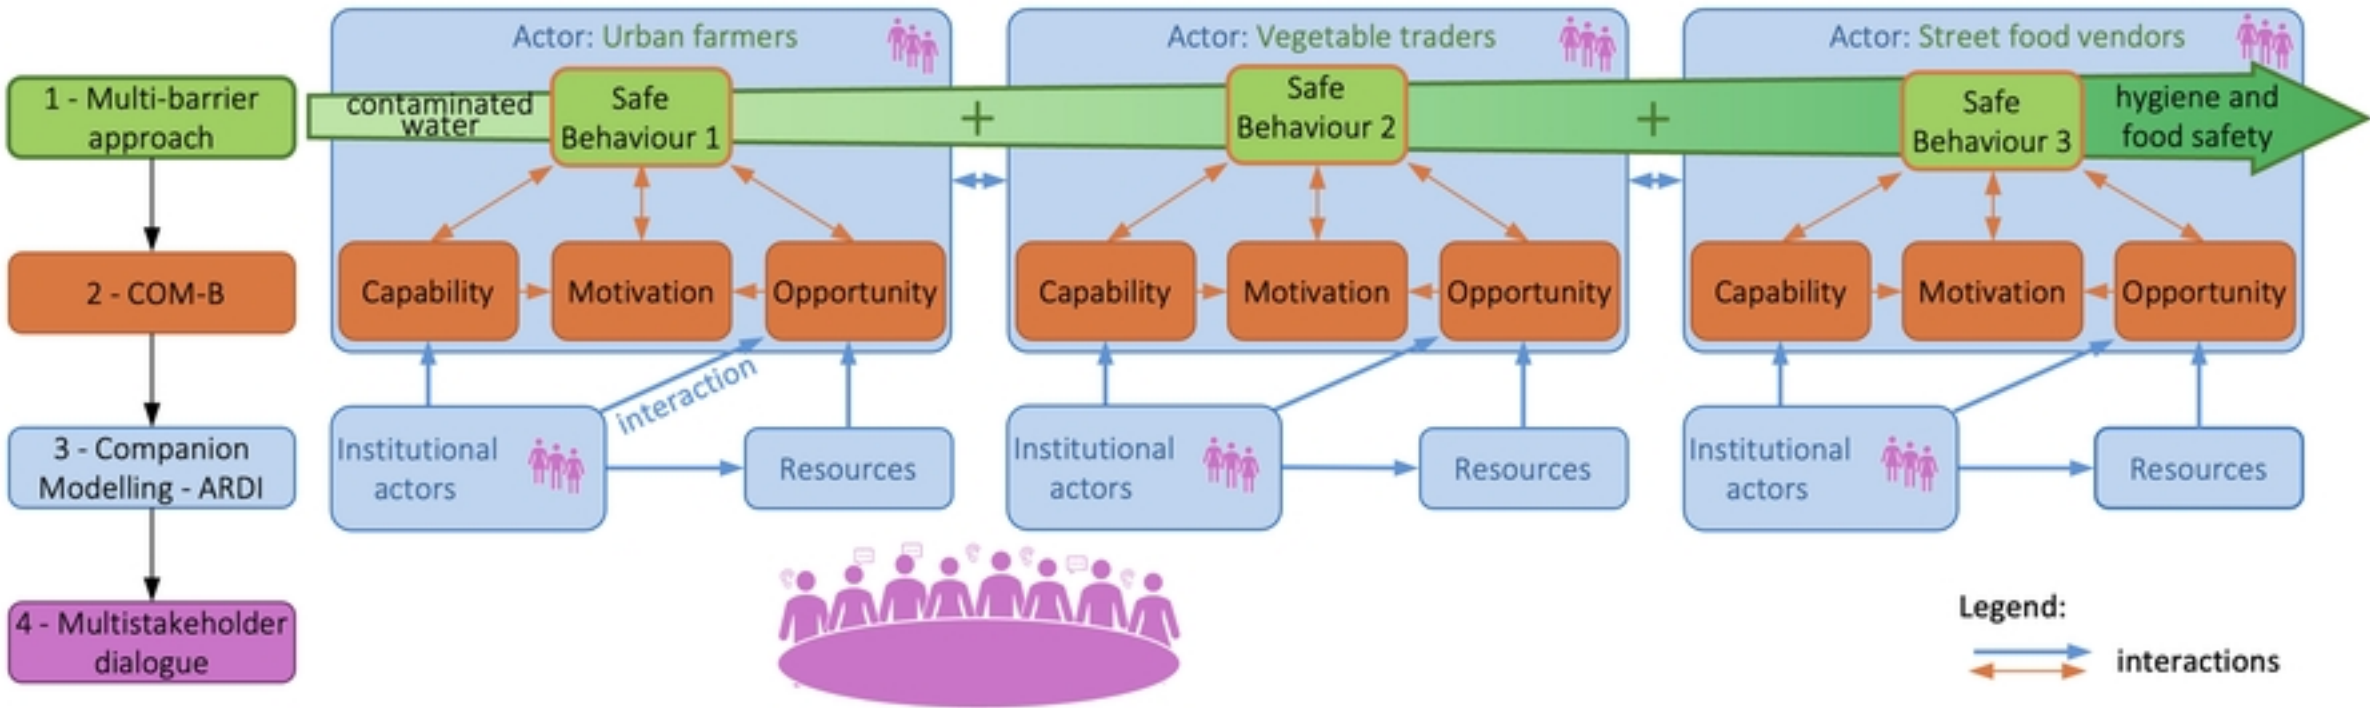 Actor: Urban farmers
Actor: Vegetable traders
Actor: Street food vendors
1 - Multi-barrier
approach
contaminated
water
Safe
Behaviour 1
+
Safe
Behaviour 2
+
Safe
Behaviour 3
hygiene and
food safety
2 - COM-B
Capability
Motivation
Opportunity
Capability
Motivation
Opportunity
Capability
Motivation
Opportunity
interaction
3 - Companion
Modelling - ARDI
Institutional
actors
Resources
Institutional
actors
Resources
Institutional
actors
Resources
4 - Multistakeholder
dialogue
Legend:
interactions